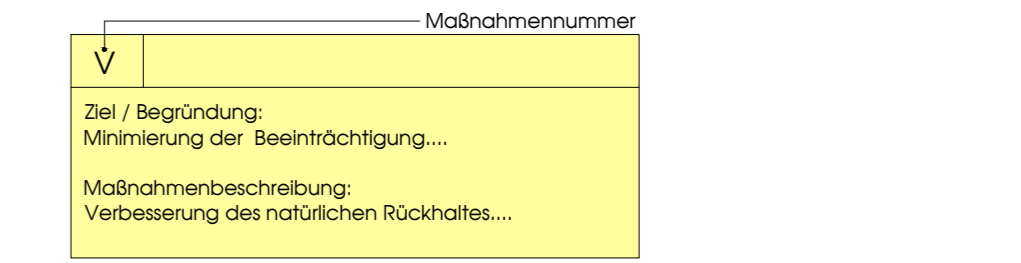 Maßnahmennummer
V
Ziel / Begründung:
Minimierung der Beeinträchtigung....
Maßnahmenbeschreibung:
Verbesserung des natürlichen Rückhaltes....